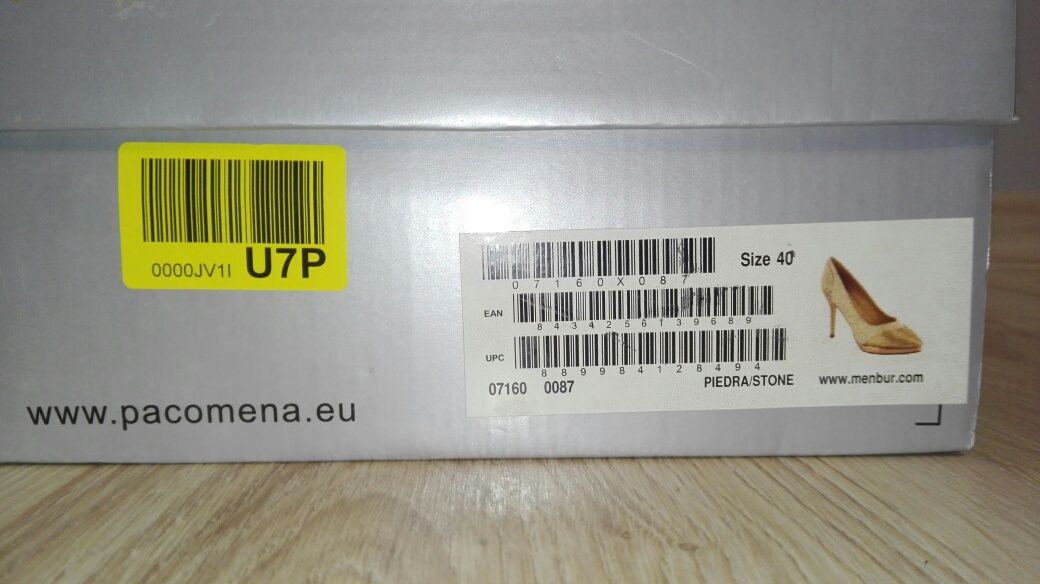 0000JV1I U7P
www.pacomena.eu
07160X087
Size 40
EAN
8434256139689
UPC
889984128494
07160 0087
PIEDRA/STONE
www.menbur.com